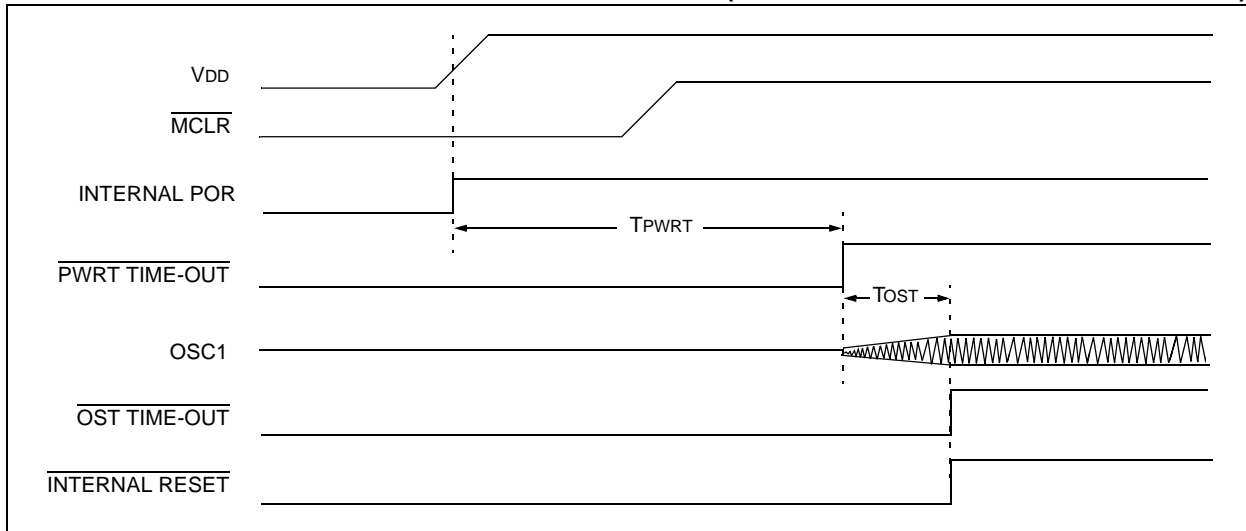 VDD
MCLR
INTERNAL POR
TPWRT
PWRT TIME-OUT
TOST
OSC1
OST TIME-OUT
INTERNAL RESET